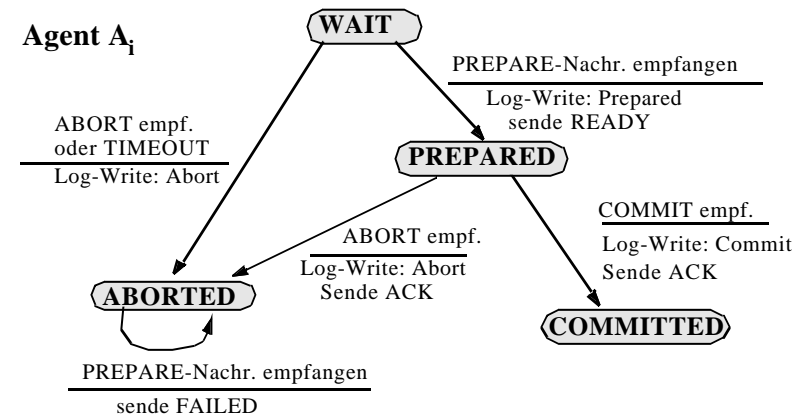 WAIT
Agent Ai
PREPARE-Nachr. empfangen
Log-Write: Prepared
sende READY
ABORT empf.
oder TIMEOUT
Log-Write: Abort
PREPARED
COMMIT empf.
Log-Write: Commit
Sende ACK
ABORT empf.
Log-Write: Abort
Sende ACK
ABORTED
COMMITTED
PREPARE-Nachr. empfangen
sende FAILED